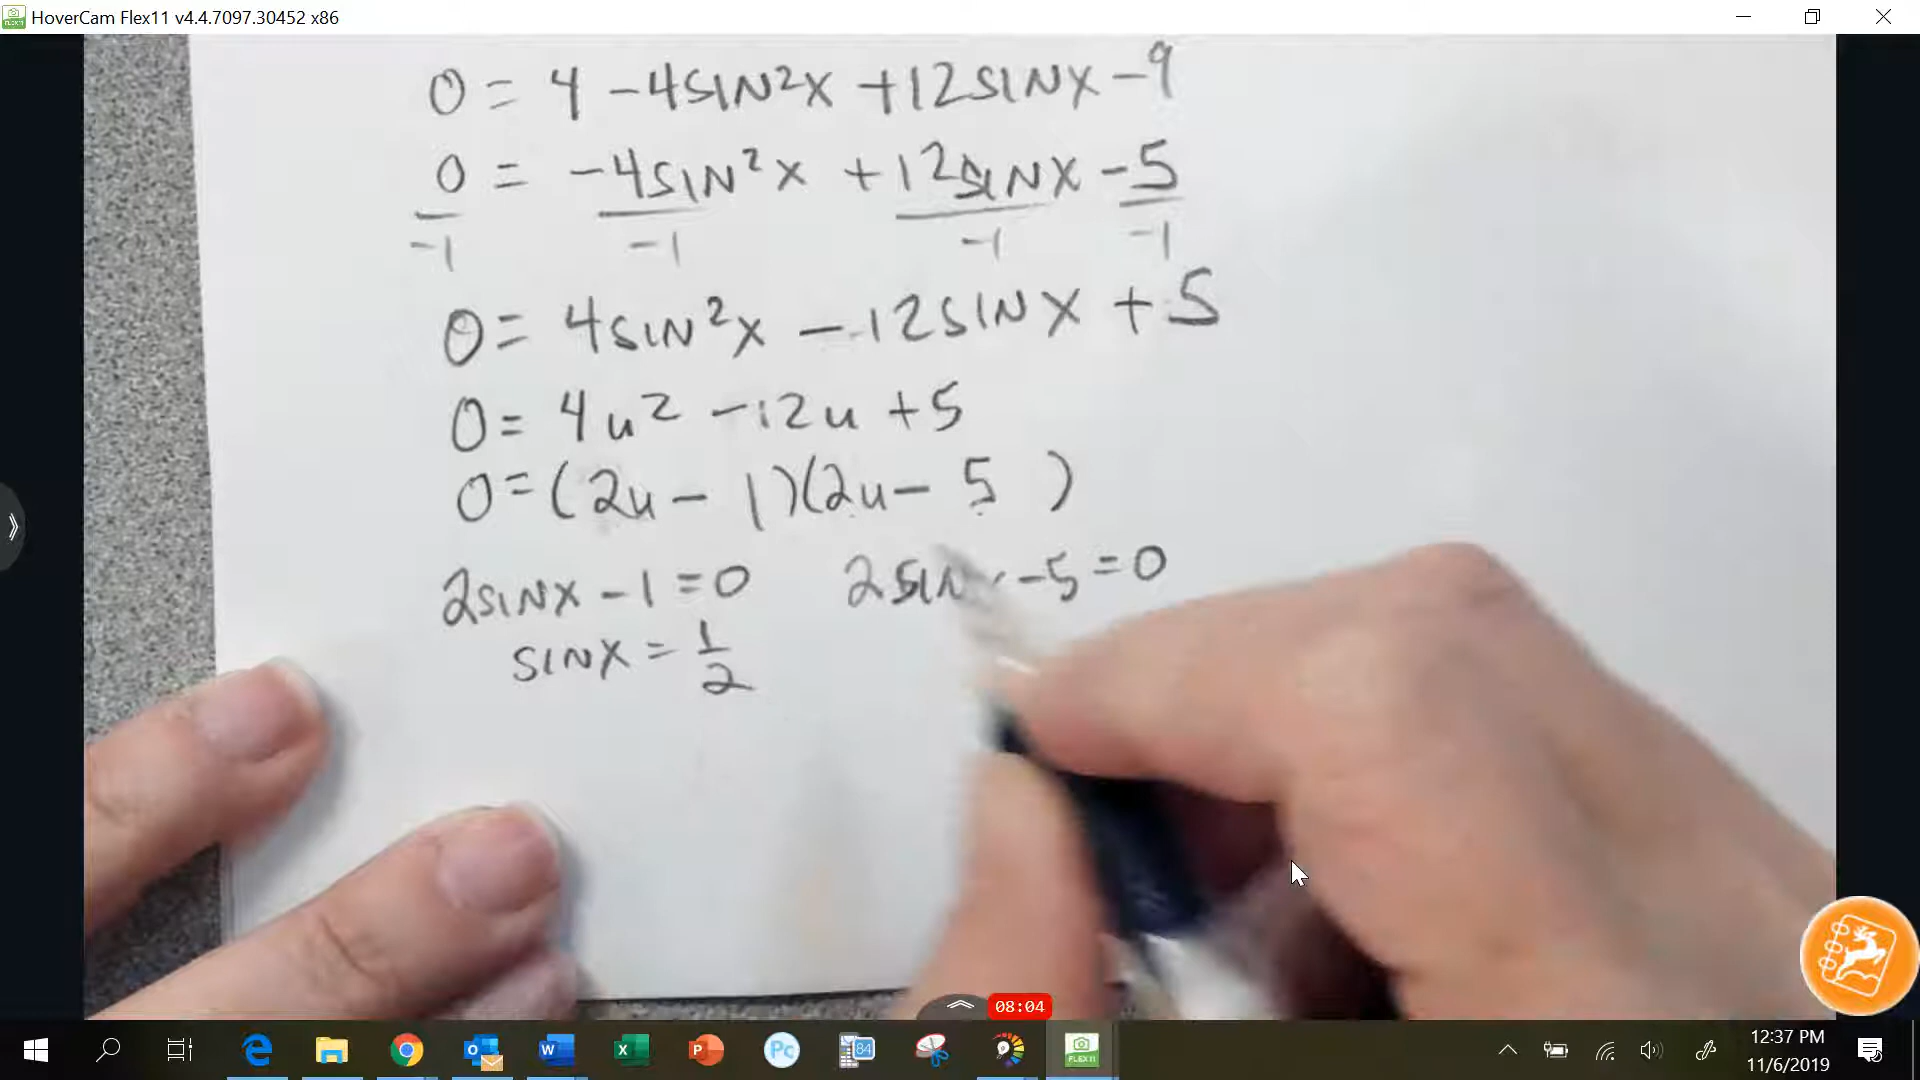 HoverCam Flex11 v4.4.7097.30452 x86
0 = 4 -4SIN²X +12SINX -9
0 = -4SIN²X +12SINX -5
-1 -1 -1 -1
0 = 4SIN²X - 12SINX + 5
0 = 4u² -12u +5
0 = (2u - 1)(2u - 5 )
2SINX - 1 = 0 2SIN -5 = 0
SINX = 1/2
08:04
12:37 PM
11/6/2019